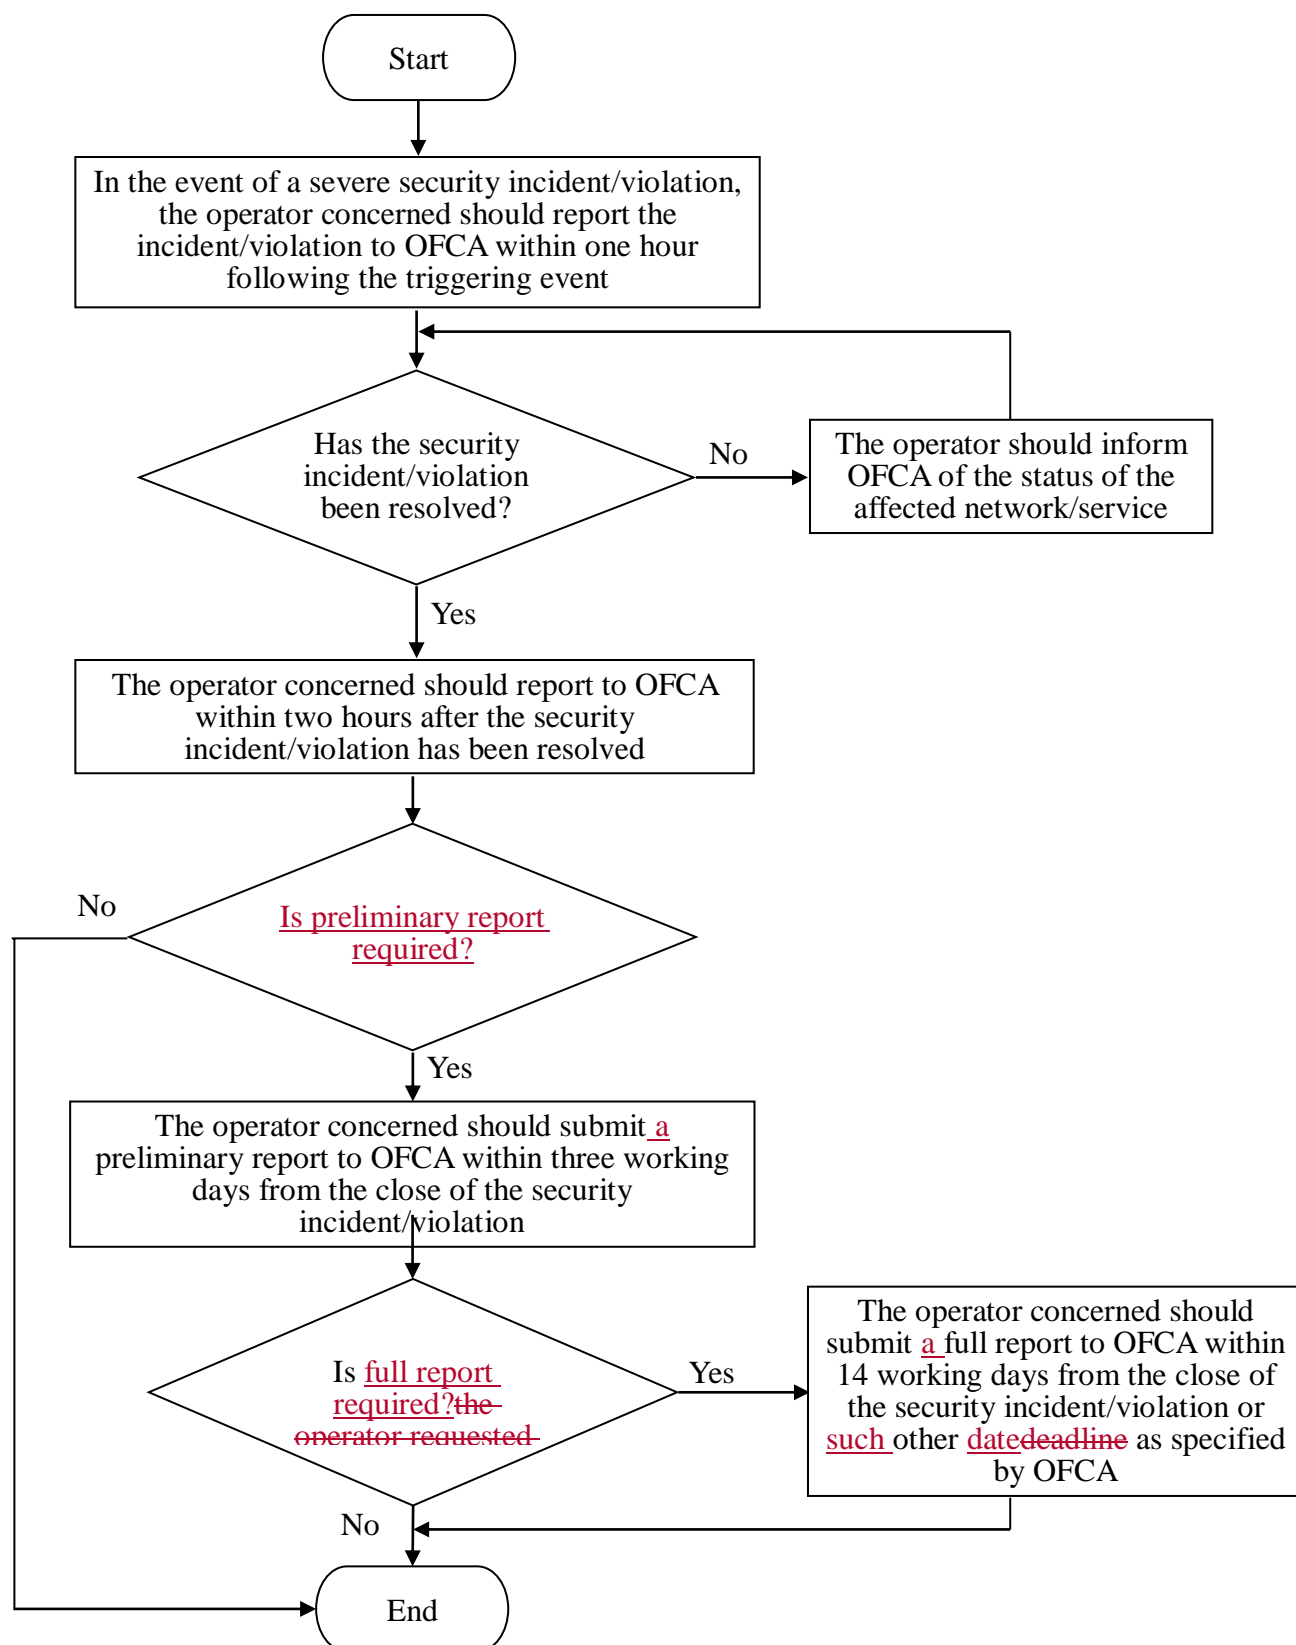 Start
In the event of a severe security incident/violation,
the operator concerned should report the
incident/violation to OFCA within one hour
following the triggering event
Has the security
incident/violation
been resolved?
No
The operator should inform
OFCA of the status of the
affected network/service
Yes
The operator concerned should report to OFCA
within two hours after the security
incident/violation has been resolved
No
Is preliminary report
required?
Yes
The operator concerned should submit a
preliminary report to OFCA within three working
days from the close of the security
incident/violation
Is full report
required?the
operator requested
Yes
The operator concerned should
submit a full report to OFCA within
14 working days from the close of
the security incident/violation or
such other datedeadline as specified
by OFCA
No
End